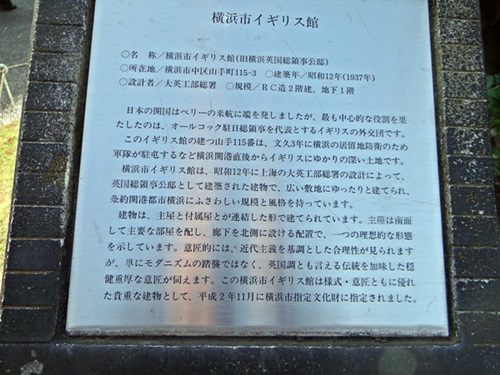 横浜市イギリス館
○名　称／横浜市イギリス館(旧横浜英国総領事公邸)
○所在地／横浜市中区山手町115-3　○建築年／昭和12年(1937年)
○設計者／大英工部総署　○規模／RC造2階建、地下1階
日本の開国はペリーの来航に端を発しましたが、最も中心的な役割を果
たしたのは、オールコック駐日総領事を代表とするイギリスの外交団です。
このイギリス館の建つ山手115番は、文久3年に横浜の居留地防衛のため
軍隊が駐屯するなど横浜開港直後からイギリスにゆかりの深い土地です。
横浜市イギリス館は、昭和12年に上海の大英工部総署の設計によって、
英国総領事公邸として建築された建物で、広い敷地にゆったりと建てられ、
条約開港都市横浜にふさわしい規模と風格を持っています。
建物は、主屋と付属屋とが連結した形で建てられています。主屋は南面
して主要な部屋を配し、廊下を北側に設ける配置で、一つの理想的な形態
を示しています。意匠的には、近代主義を基調とした合理性が見られます
が、単にモダニズムの踏襲ではなく、英国調とも言える伝統を加味した穏
健重厚な意匠が伺えます。この横浜市イギリス館は様式・意匠ともに優れ
た貴重な建物として、平成2年11月に横浜市指定文化財に指定されました。